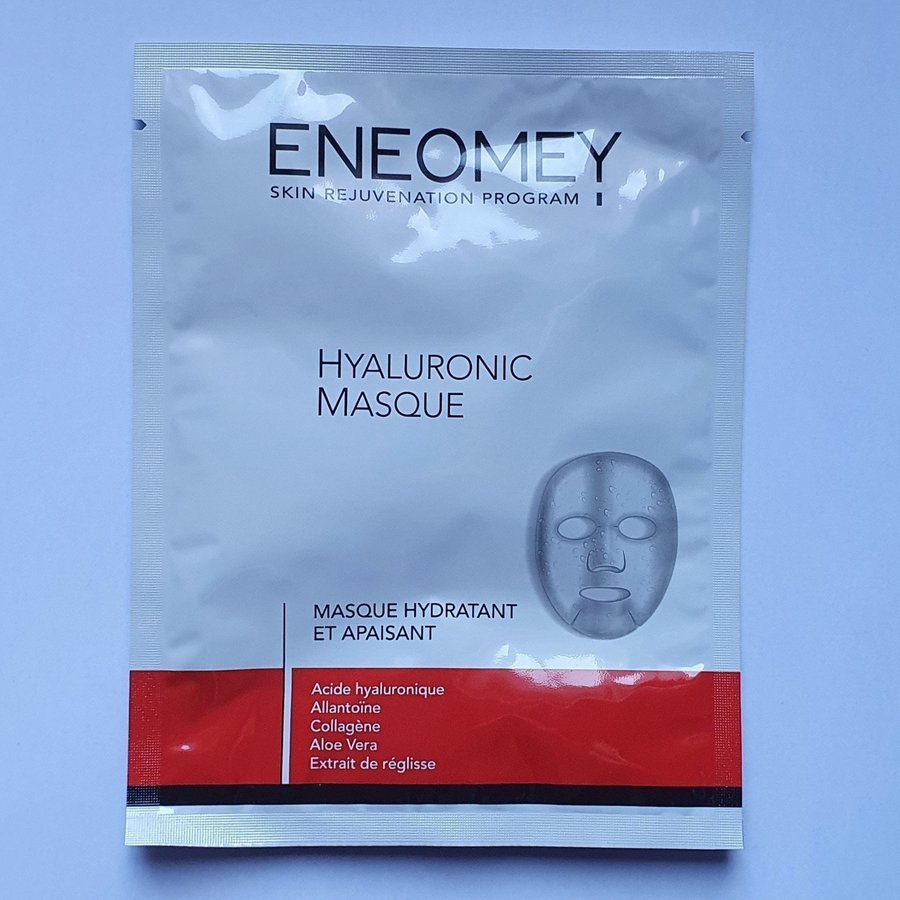 ENEOMEY
SKIN REJUVENATION PROGRAM
HYALURONIC
MASQUE
MASQUE HYDRATANT
ET APAISANT
Acide hyaluronique
Allantoïne
Collagène
Aloe Vera
Extrait de réglisse